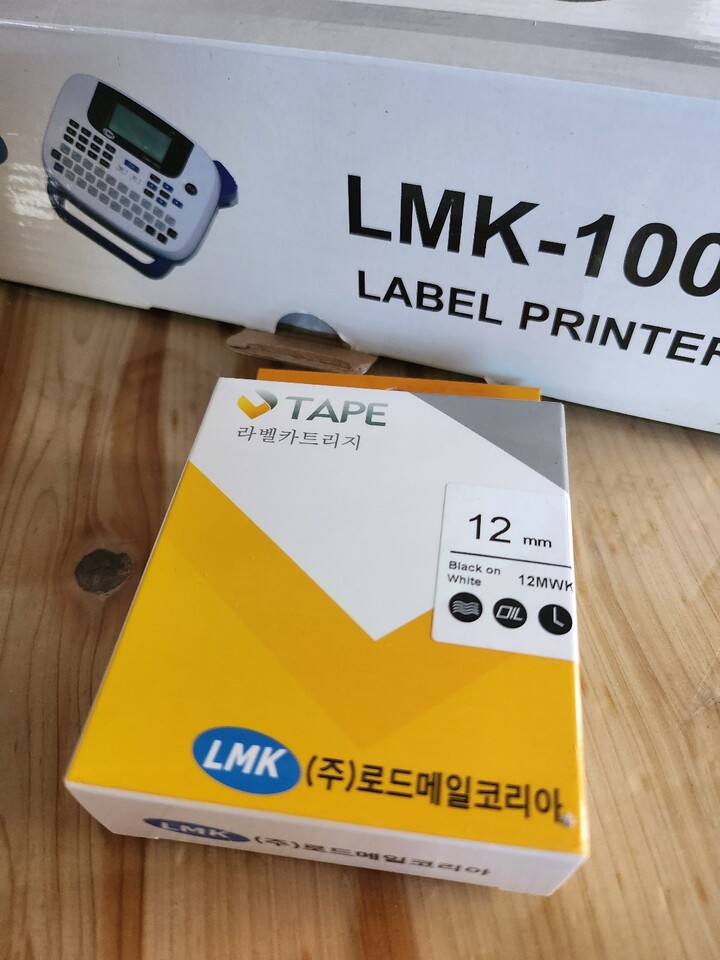 LMK-100
LABEL PRINTER
TAPE
라벨카트리지
12 mm
Black on
White 12MWK
OIL
LMK (주)로드메일코리아
LMK (주)로드메일코리아